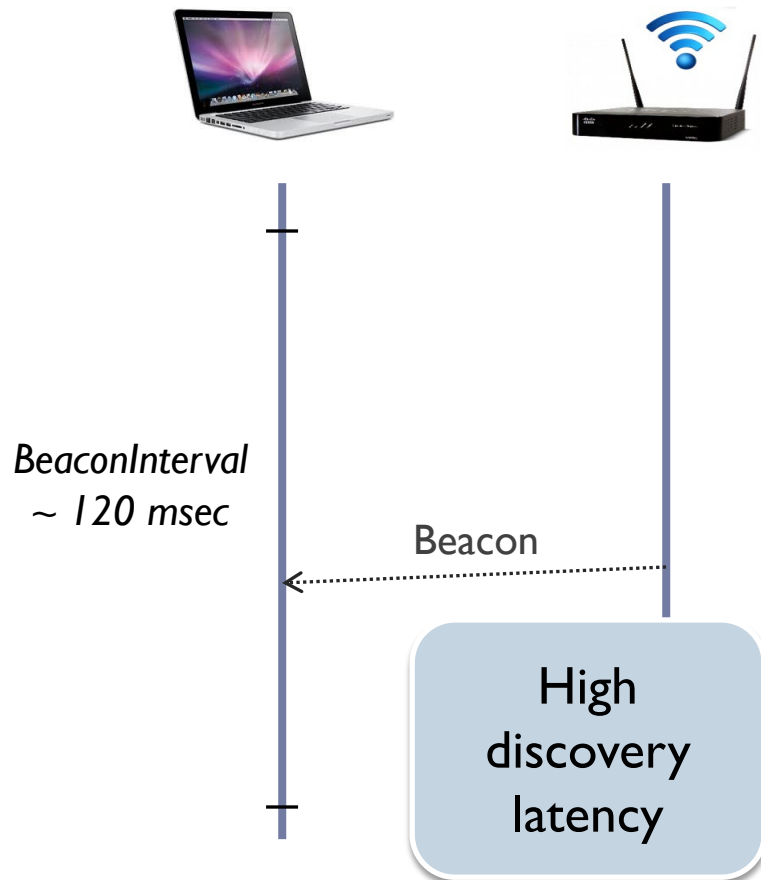 BeaconInterval
~ 120 msec
Beacon
High
discovery
latency